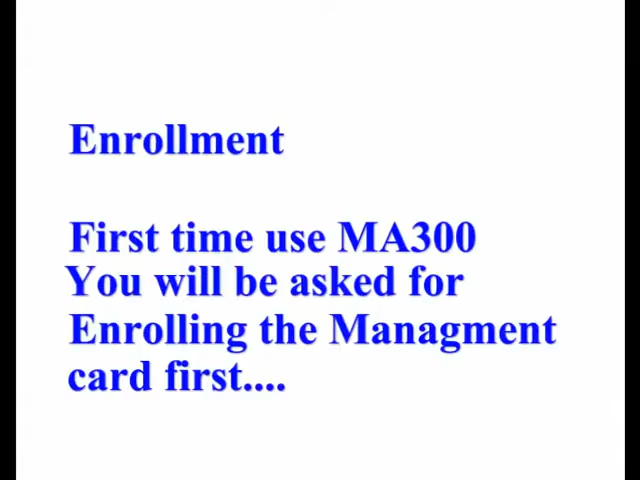 Enrollment
First time use MA300
You will be asked for
Enrolling the Managment
card first....